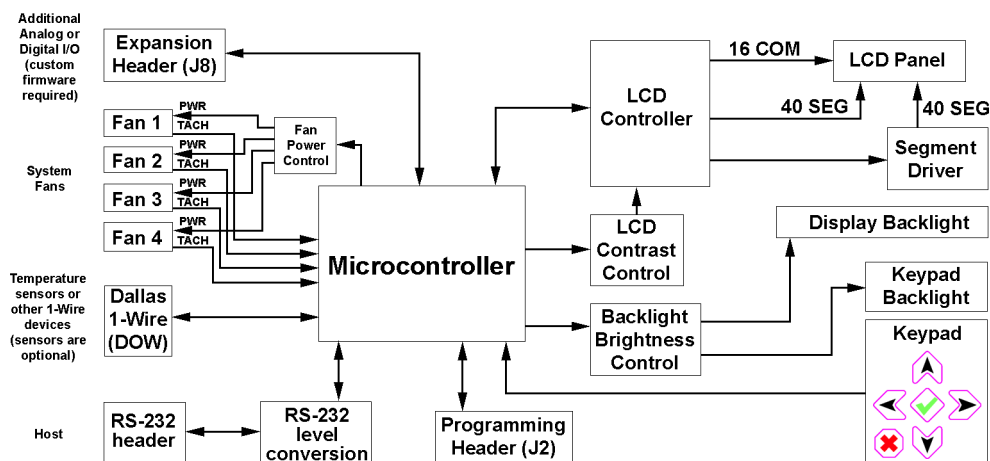 Additional
Analog or
Digital I/O
(custom
firmware
required)
Expansion
Header (J8)
System
Fans
Fan 1
PWR
TACH
Fan 2
PWR
TACH
Fan 3
PWR
TACH
Fan 4
PWR
TACH
Fan
Power
Control
Temperature
sensors or
other 1-Wire
devices
(sensors are
optional)
Dallas
1-Wire
(DOW)
Host
RS-232
header
RS-232
level
conversion
Microcontroller
Programming
Header (J2)
LCD
Controller
16 COM
40 SEG
LCD Panel
40 SEG
Segment
Driver
LCD
Contrast
Control
Backlight
Brightness
Control
Display Backlight
Keypad
Backlight
Keypad